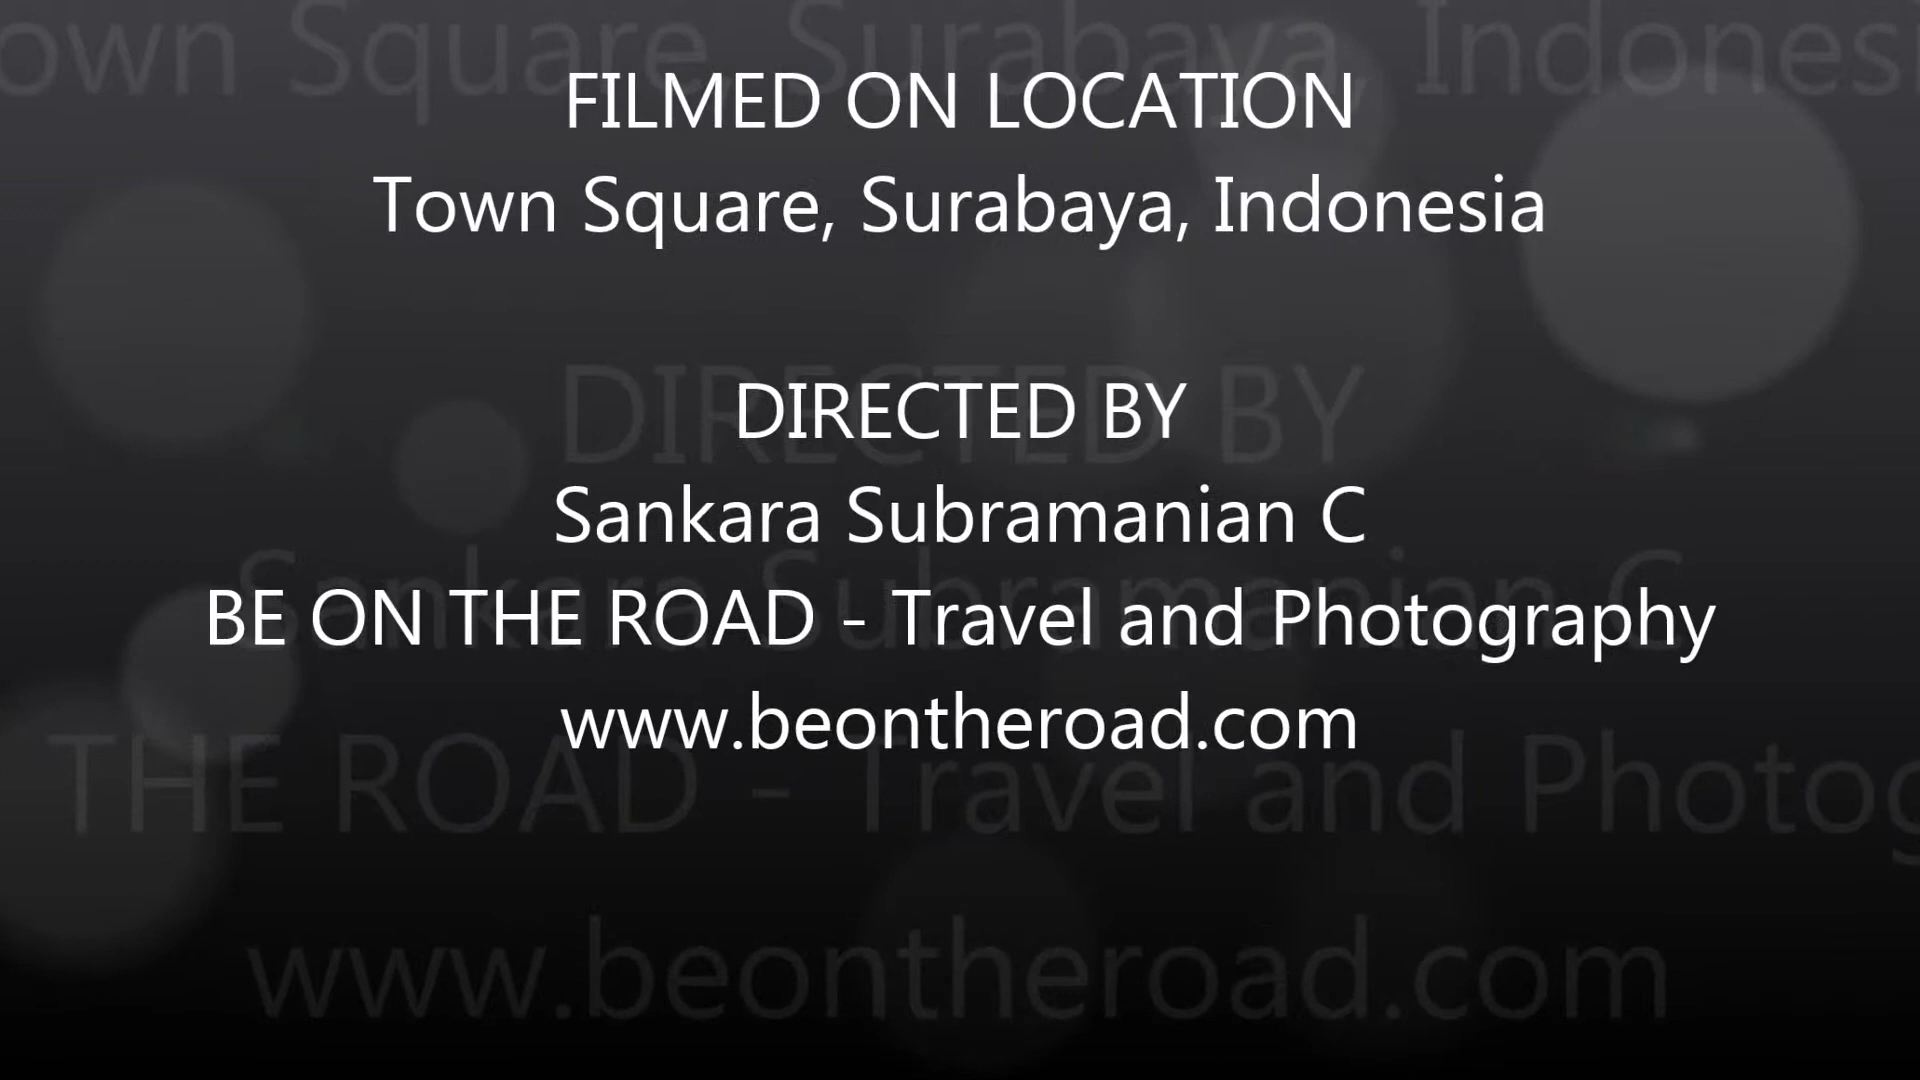 FILMED ON LOCATION
Town Square, Surabaya, Indonesia
DIRECTED BY
Sankara Subramanian C
BE ON THE ROAD - Travel and Photography
www.beontheroad.com